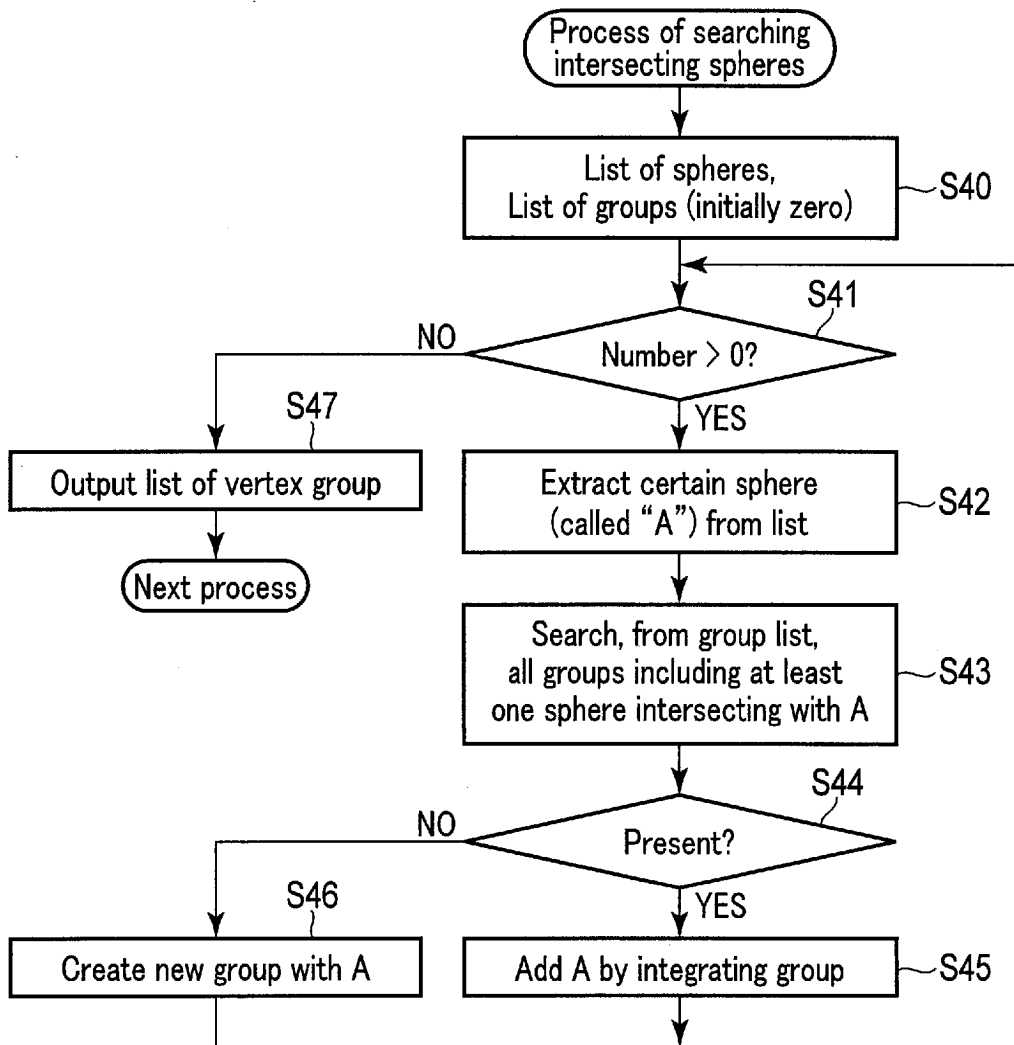 Process of searching
intersecting spheres
List of spheres,
List of groups (initially zero)
S40
S41
Number > 0?
NO
YES
S47
Output list of vertex group
Next process
Extract certain sphere
(called “A”) from list
S42
Search, from group list,
all groups including at least
one sphere intersecting with A
S43
S44
Present?
NO
YES
S46
Create new group with A
Add A by integrating group
S45